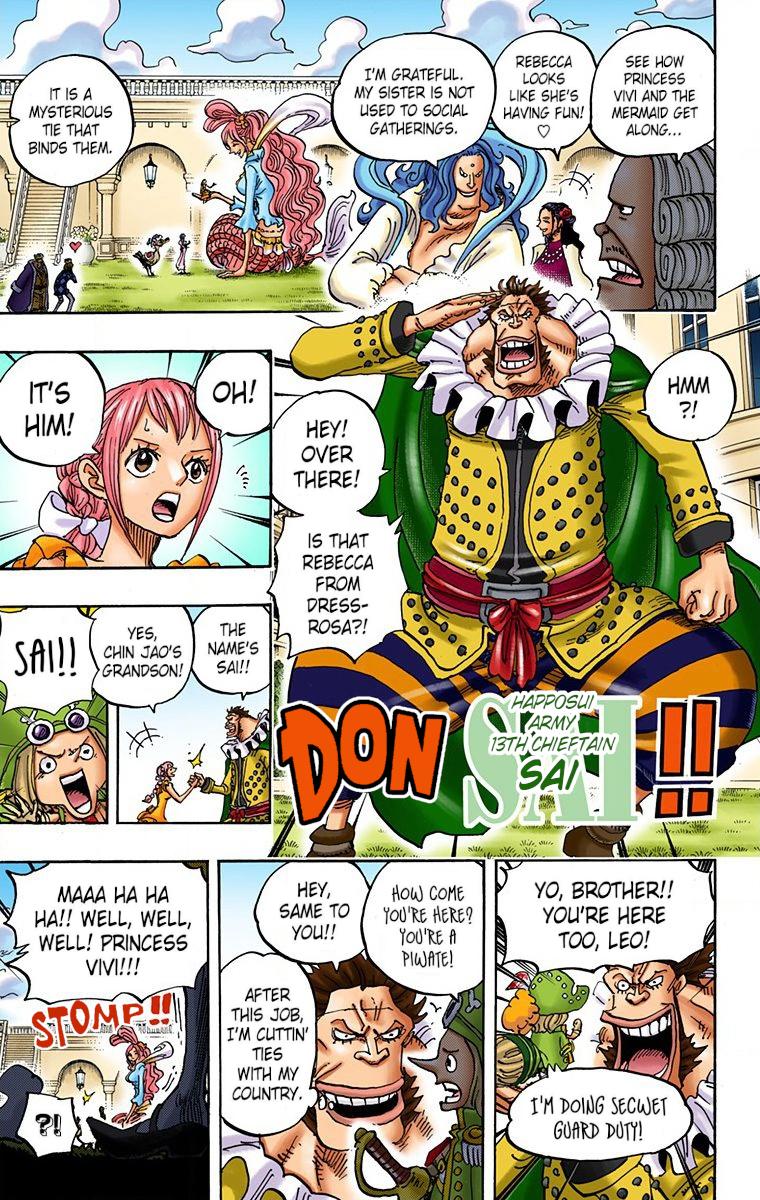 SEE HOW
PRINCESS
VIVI AND THE
MERMAID GET
ALONG...
REBECCA
LOOKS
LIKE SHE'S
HAVING FUN!
♡
I'M GRATEFUL.
MY SISTER IS NOT
USED TO SOCIAL
GATHERINGS.
IT IS A
MYSTERIOUS
TIE THAT
BINDS THEM.
HMM
?!
HEY!
OVER
THERE!
IS THAT
REBECCA
FROM
DRESS-
ROSA?!
DON
SAI
HAPPOSUI
ARMY
13TH CHIEFTAIN
SAI
!!
OH!
IT'S
HIM!
THE
NAME'S
SAI!!
YES,
CHIN JAO'S
GRANDSON!
SAI!!
YO, BROTHER!!
YOU'RE HERE
TOO, LEO!
I'M DOING SECWET
GUARD DUTY!
HOW COME
YOU'RE HERE?
YOU'RE A
PIWATE!
HEY,
SAME TO
YOU!!
AFTER
THIS JOB,
I'M CUTTIN'
TIES
WITH MY
COUNTRY.
MAAA HA HA
HA!! WELL, WELL,
WELL! PRINCESS
VIVI!!!
STOMP!!
?!